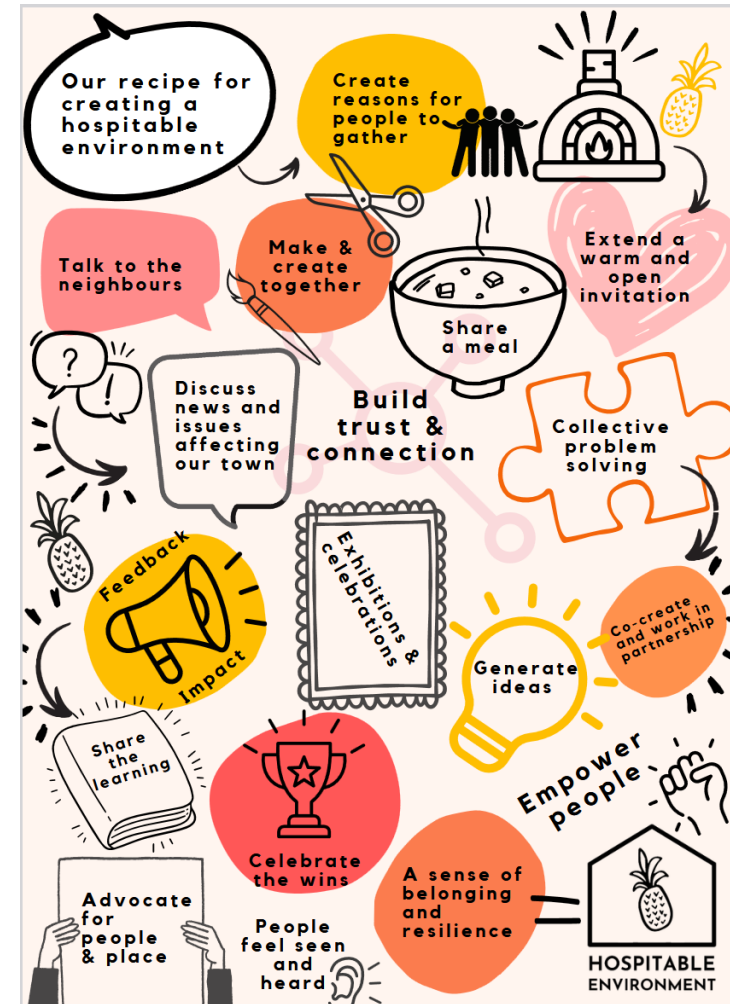 Our recipe for
creating a
hospitable
environment
Create
reasons for
people to
gather
Talk to the
neighbours
Make &
create
together
Extend a
warm and
open
invitation
Share
a meal
?
!
Discuss
news and
issues
affecting
our town
Build
trust &
connection
Collective
problem
solving
Feedback
Impact
Exhibitions &
celebrations
Generate
ideas
Co-create
and work in
partnership
Share
the
learning
Celebrate
the wins
Empower
people
Advocate
for
people
& place
People
feel seen
and
heard
A sense of
belonging
and
resilience
HOSPITABLE
ENVIRONMENT